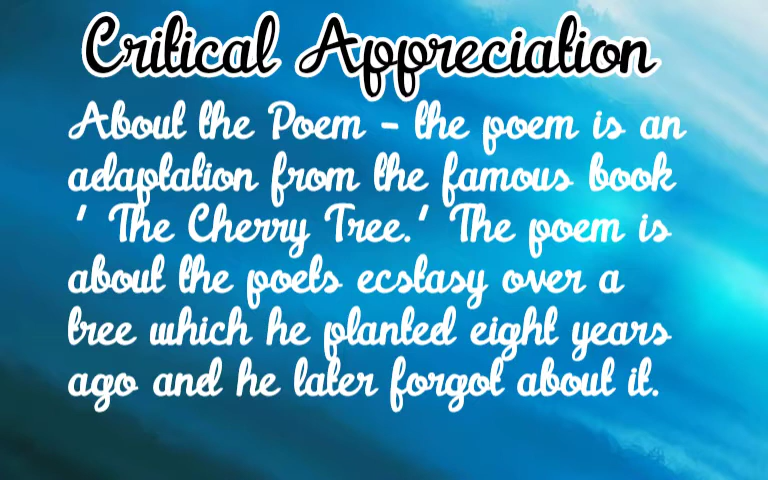 Critical Appreciation
About the Poem - the poem is an
adaptation from the famous book
' The Cherry Tree.' The poem is
about the poets ecstasy over a
tree which he planted eight years
ago and he later forgot about it.